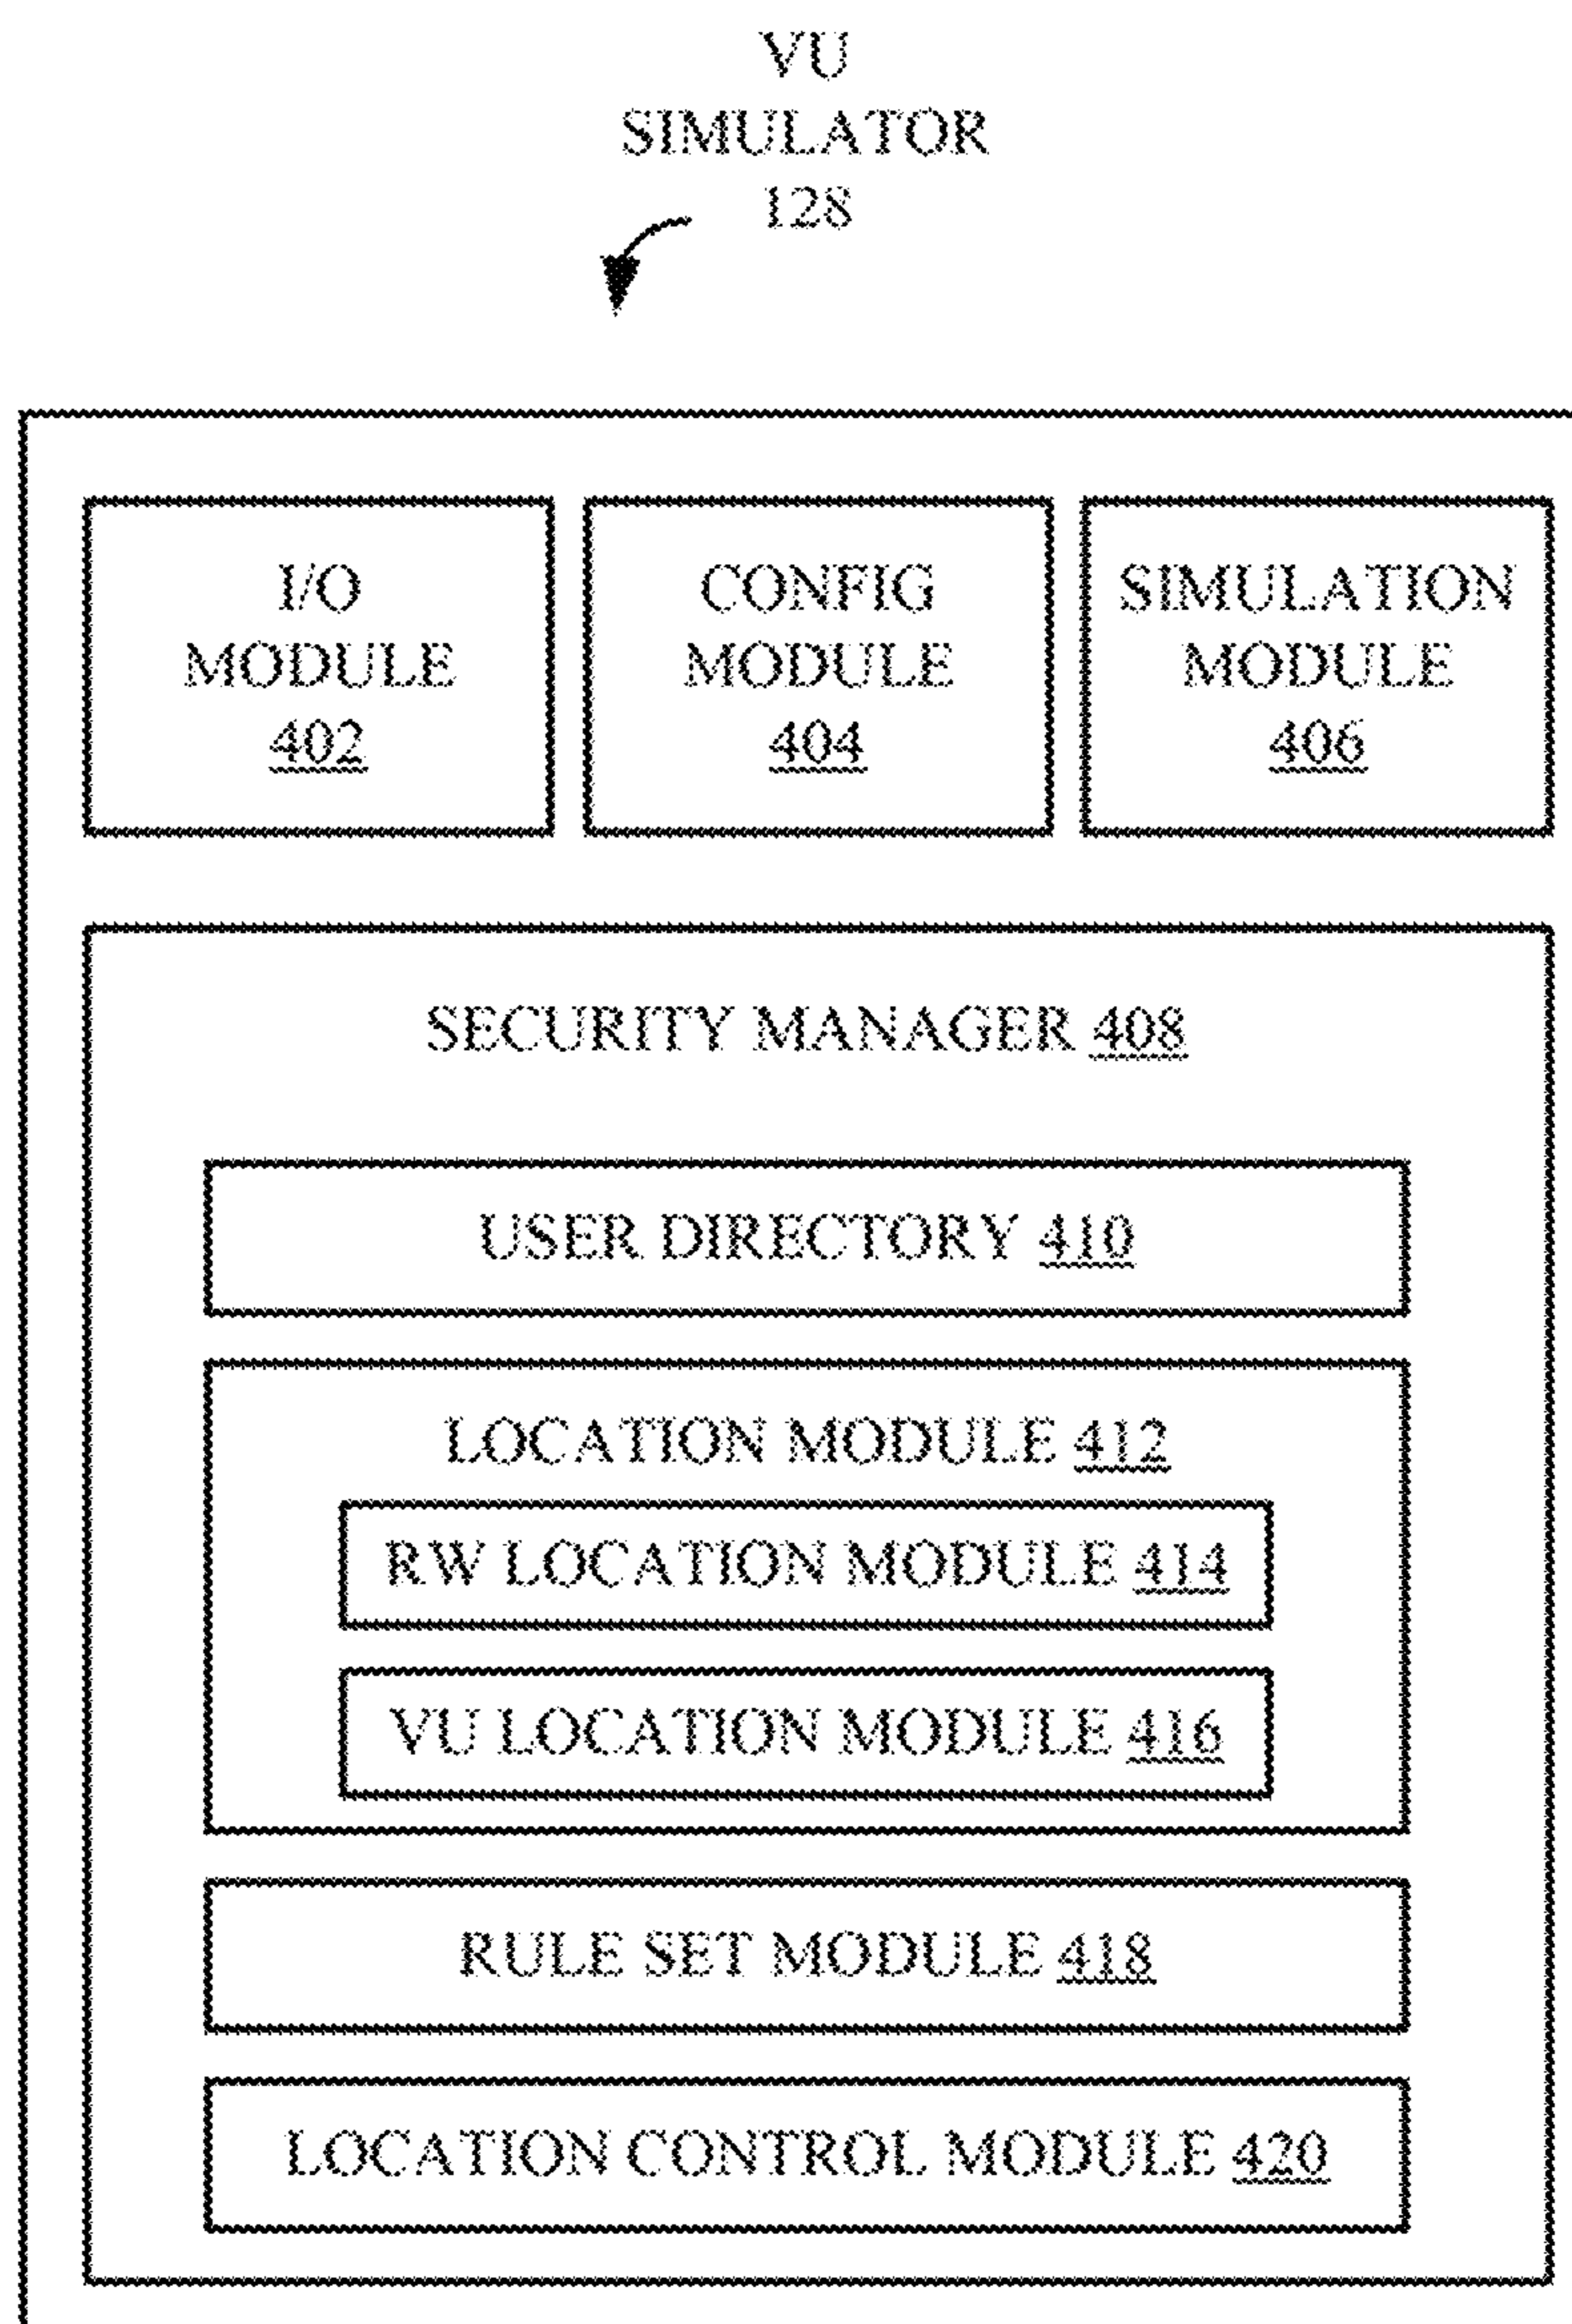 VU
SIMULATOR
128
I/O
MODULE
402
CONFIG
MODULE
404
SIMULATION
MODULE
406
SECURITY MANAGER 408
USER DIRECTORY 410
LOCATION MODULE 412
RW LOCATION MODULE 414
VU LOCATION MODULE 416
RULE SET MODULE 418
LOCATION CONTROL MODULE 420